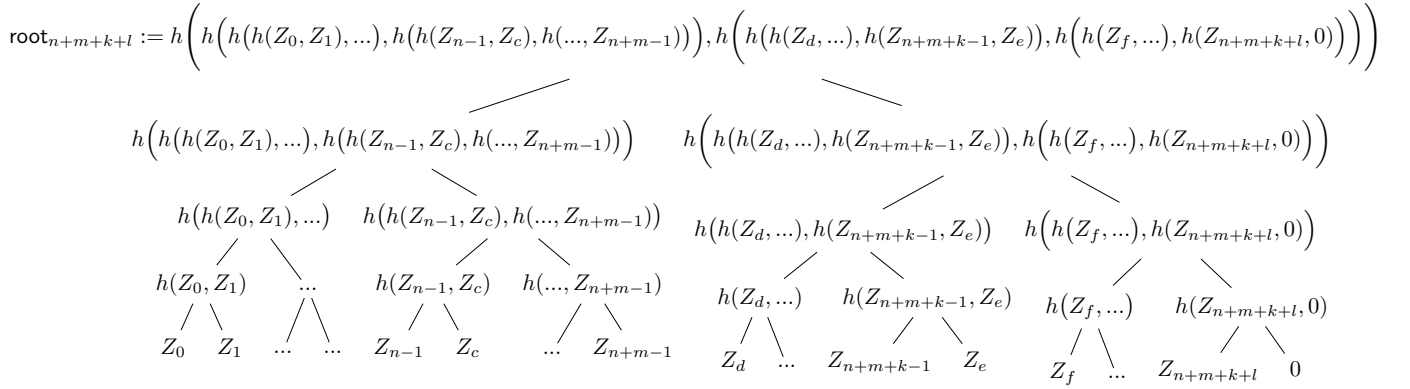 root_{n+m+k+l} := h(h(h(h(Z_0, Z_1), ...), h(h(Z_{n-1}, Z_c), h(..., Z_{n+m-1}))), h(h(h(Z_d, ...), h(Z_{n+m+k-1}, Z_e)), h(h(Z_f, ...), h(Z_{n+m+k+l}, 0))))
h(h(h(Z_0, Z_1), ...), h(h(Z_{n-1}, Z_c), h(..., Z_{n+m-1}))) h(h(h(Z_d, ...), h(Z_{n+m+k-1}, Z_e)), h(h(Z_f, ...), h(Z_{n+m+k+l}, 0)))
h(h(Z_0, Z_1), ...) h(h(Z_{n-1}, Z_c), h(..., Z_{n+m-1})) h(h(Z_d, ...), h(Z_{n+m+k-1}, Z_e)) h(h(Z_f, ...), h(Z_{n+m+k+l}, 0))
h(Z_0, Z_1) ... h(Z_{n-1}, Z_c) h(..., Z_{n+m-1}) h(Z_d, ...) h(Z_{n+m+k-1}, Z_e) h(Z_f, ...) h(Z_{n+m+k+l}, 0)
Z_0 Z_1 ... ... Z_{n-1} Z_c ... Z_{n+m-1} Z_d ... Z_{n+m+k-1} Z_e Z_f ... Z_{n+m+k+l} 0